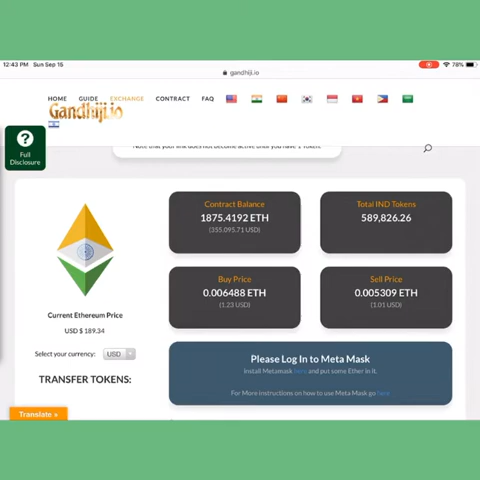 12:43 PM Sun Sep 15
78%
gandhiji.io
HOME GUIDE EXCHANGE CONTRACT FAQ
Gandhiji.io
?
Full
Disclosure
Note that your link does not become active until you have 1 Token.
Contract Balance
1875.4192 ETH
(355,095.71 USD)
Total IND Tokens
589,826.26
Buy Price
0.006488 ETH
(1.23 USD)
Sell Price
0.005309 ETH
(1.01 USD)
Current Ethereum Price
USD $ 189.34
Select your currency: USD
TRANSFER TOKENS:
Please Log In to Meta Mask
Install Metamask here and put some Ether in it.
For More instructions on how to use Meta Mask go here
Translate »